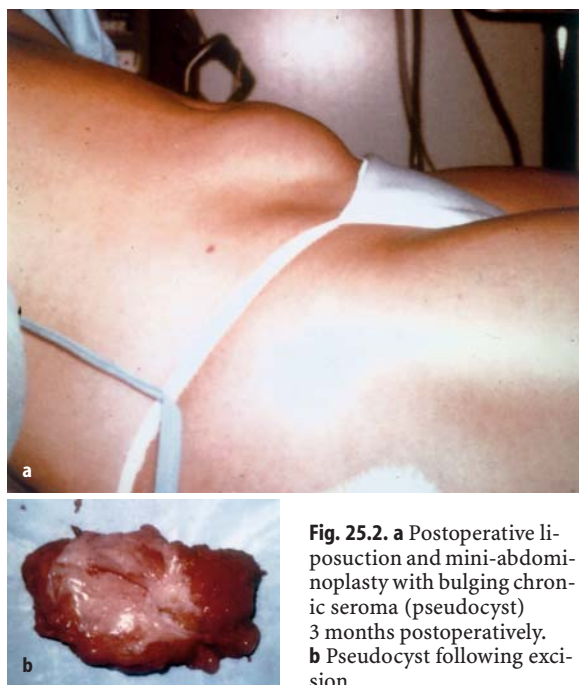 a
b
Fig. 25.2. a Postoperative li-
posuction and mini-abdomi-
noplasty with bulging chron-
ic seroma (pseudocyst)
3 months postoperatively.
b Pseudocyst following exci-
sion